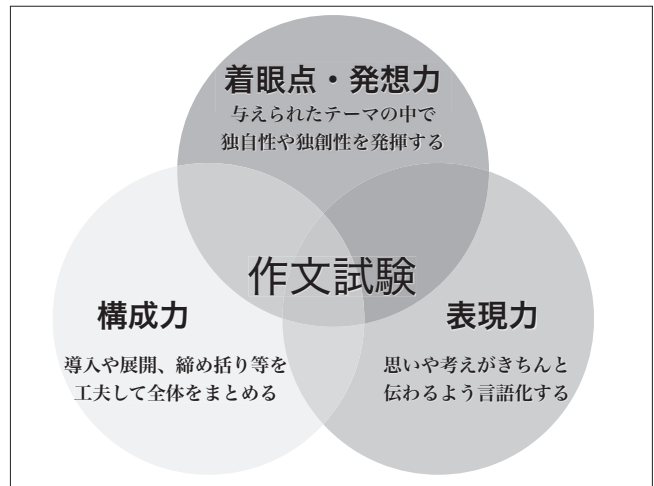 着眼点・発想力
与えられたテーマの中で
独自性や独創性を発揮する
作文試験
構成力
導入や展開、締め括り等を
工夫して全体をまとめる
表現力
思いや考えがきちんと
伝わるよう言語化する